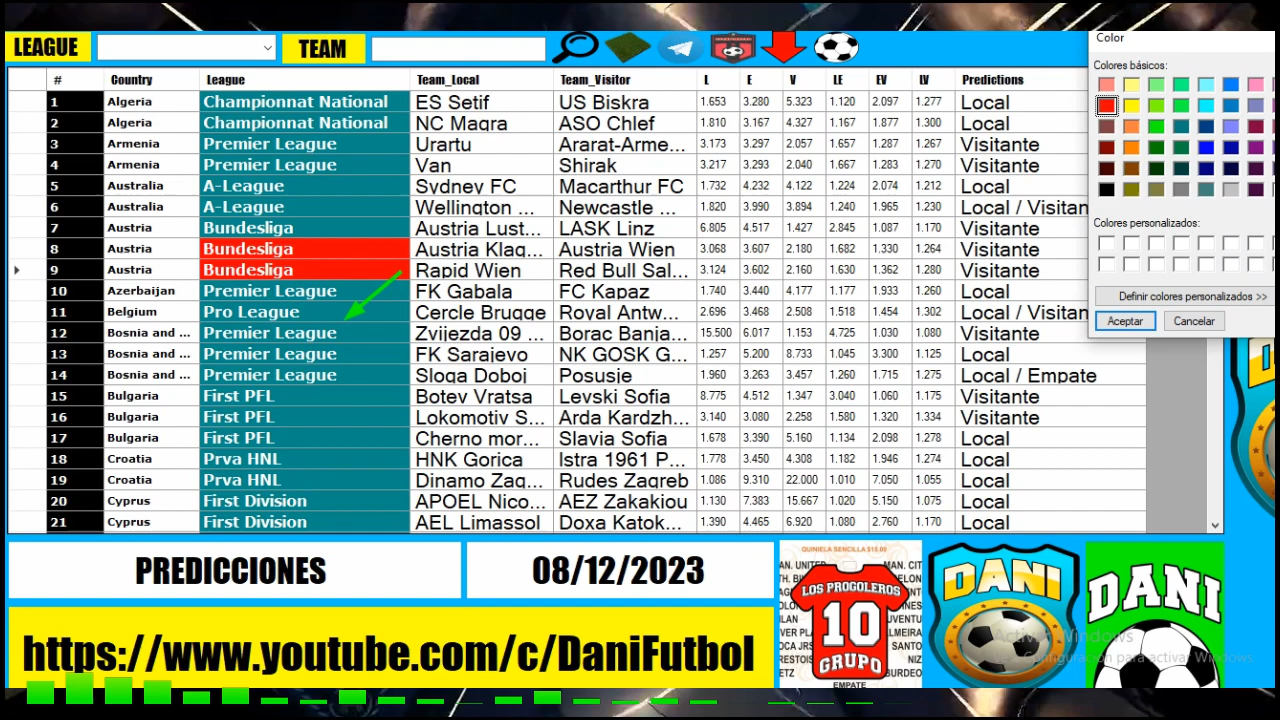 LEAGUE TEAM Color
# Country League Team_Local Team_Visitor L E V LE EV LV Predictions
Colores básicos:
1 Algeria Championnat National ES Setif US Biskra 1.653 3.280 5.323 1.120 2.097 1.277 Local
2 Algeria Championnat National NC Magra ASO Chlef 1.810 3.167 4.327 1.167 1.877 1.300 Local
3 Armenia Premier League Urartu Ararat-Arme... 3.173 3.297 2.057 1.657 1.287 1.267 Visitante
4 Armenia Premier League Van Shirak 3.217 3.293 2.040 1.667 1.283 1.270 Visitante
5 Australia A-League Sydney FC Macarthur FC 1.732 4.232 4.122 1.224 2.074 1.212 Local
6 Australia A-League Wellington ... Newcastle ... 1.820 3.990 3.894 1.240 1.965 1.230 Local / Visitan
7 Austria Bundesliga Austria Lust... LASK Linz 6.805 4.517 1.427 2.845 1.087 1.170 Visitante
8 Austria Bundesliga Austria Klag... Austria Wien 3.068 3.607 2.180 1.682 1.330 1.264 Visitante
9 Austria Bundesliga Rapid Wien Red Bull Sal... 3.124 3.602 2.160 1.630 1.362 1.280 Visitante
10 Azerbaijan Premier League FK Gabala FC Kapaz 1.740 3.383 4.177 1.177 1.933 1.260 Local
11 Belgium Pro League Cercle Brugge Royal Antw... 2.696 3.468 2.508 1.518 1.454 1.302 Local / Visitan
12 Bosnia and ... Premier League Zvijezda 09 ... Borac Banja... 15.500 6.017 1.153 4.725 1.030 1.080 Visitante
13 Bosnia and ... Premier League FK Sarajevo NK GOSK G... 1.257 5.200 8.733 1.045 3.300 1.125 Local
14 Bosnia and ... Premier League Sloga Doboj Posusje 1.960 3.263 3.457 1.260 1.715 1.275 Local / Empate
15 Bulgaria First PFL Botev Vratsa Levski Sofia 8.775 4.512 1.347 3.040 1.060 1.175 Visitante
16 Bulgaria First PFL Lokomotiv S... Arda Kardzh... 3.140 3.080 2.258 1.580 1.320 1.334 Visitante
17 Bulgaria First PFL Cherno mor... Slavia Sofia 1.678 3.390 5.160 1.134 2.098 1.278 Local
18 Croatia Prva HNL HNK Gorica Istra 1961 P... 1.778 3.450 4.308 1.182 1.946 1.274 Local
19 Croatia Prva HNL Dinamo Zag... Rudes Zagreb 1.086 9.310 22.000 1.010 7.050 1.055 Local
20 Cyprus First Division APOEL Nico... AEZ Zakakiou 1.130 7.383 15.667 1.020 5.150 1.075 Local
21 Cyprus First Division AEL Limassol Doxa Katok... 1.390 4.465 6.920 1.080 2.760 1.170 Local
Colores personalizados:
Definir colores personalizados >>
Aceptar Cancelar
PREDICCIONES 08/12/2023
https://www.youtube.com/c/DaniFutbol
QUINIELA SENCILLA $15.00
LOS PROGOLEROS
10
GRUPO
EMPATE
DANI
DANI
Activar Windows
Configuración para activar Windows